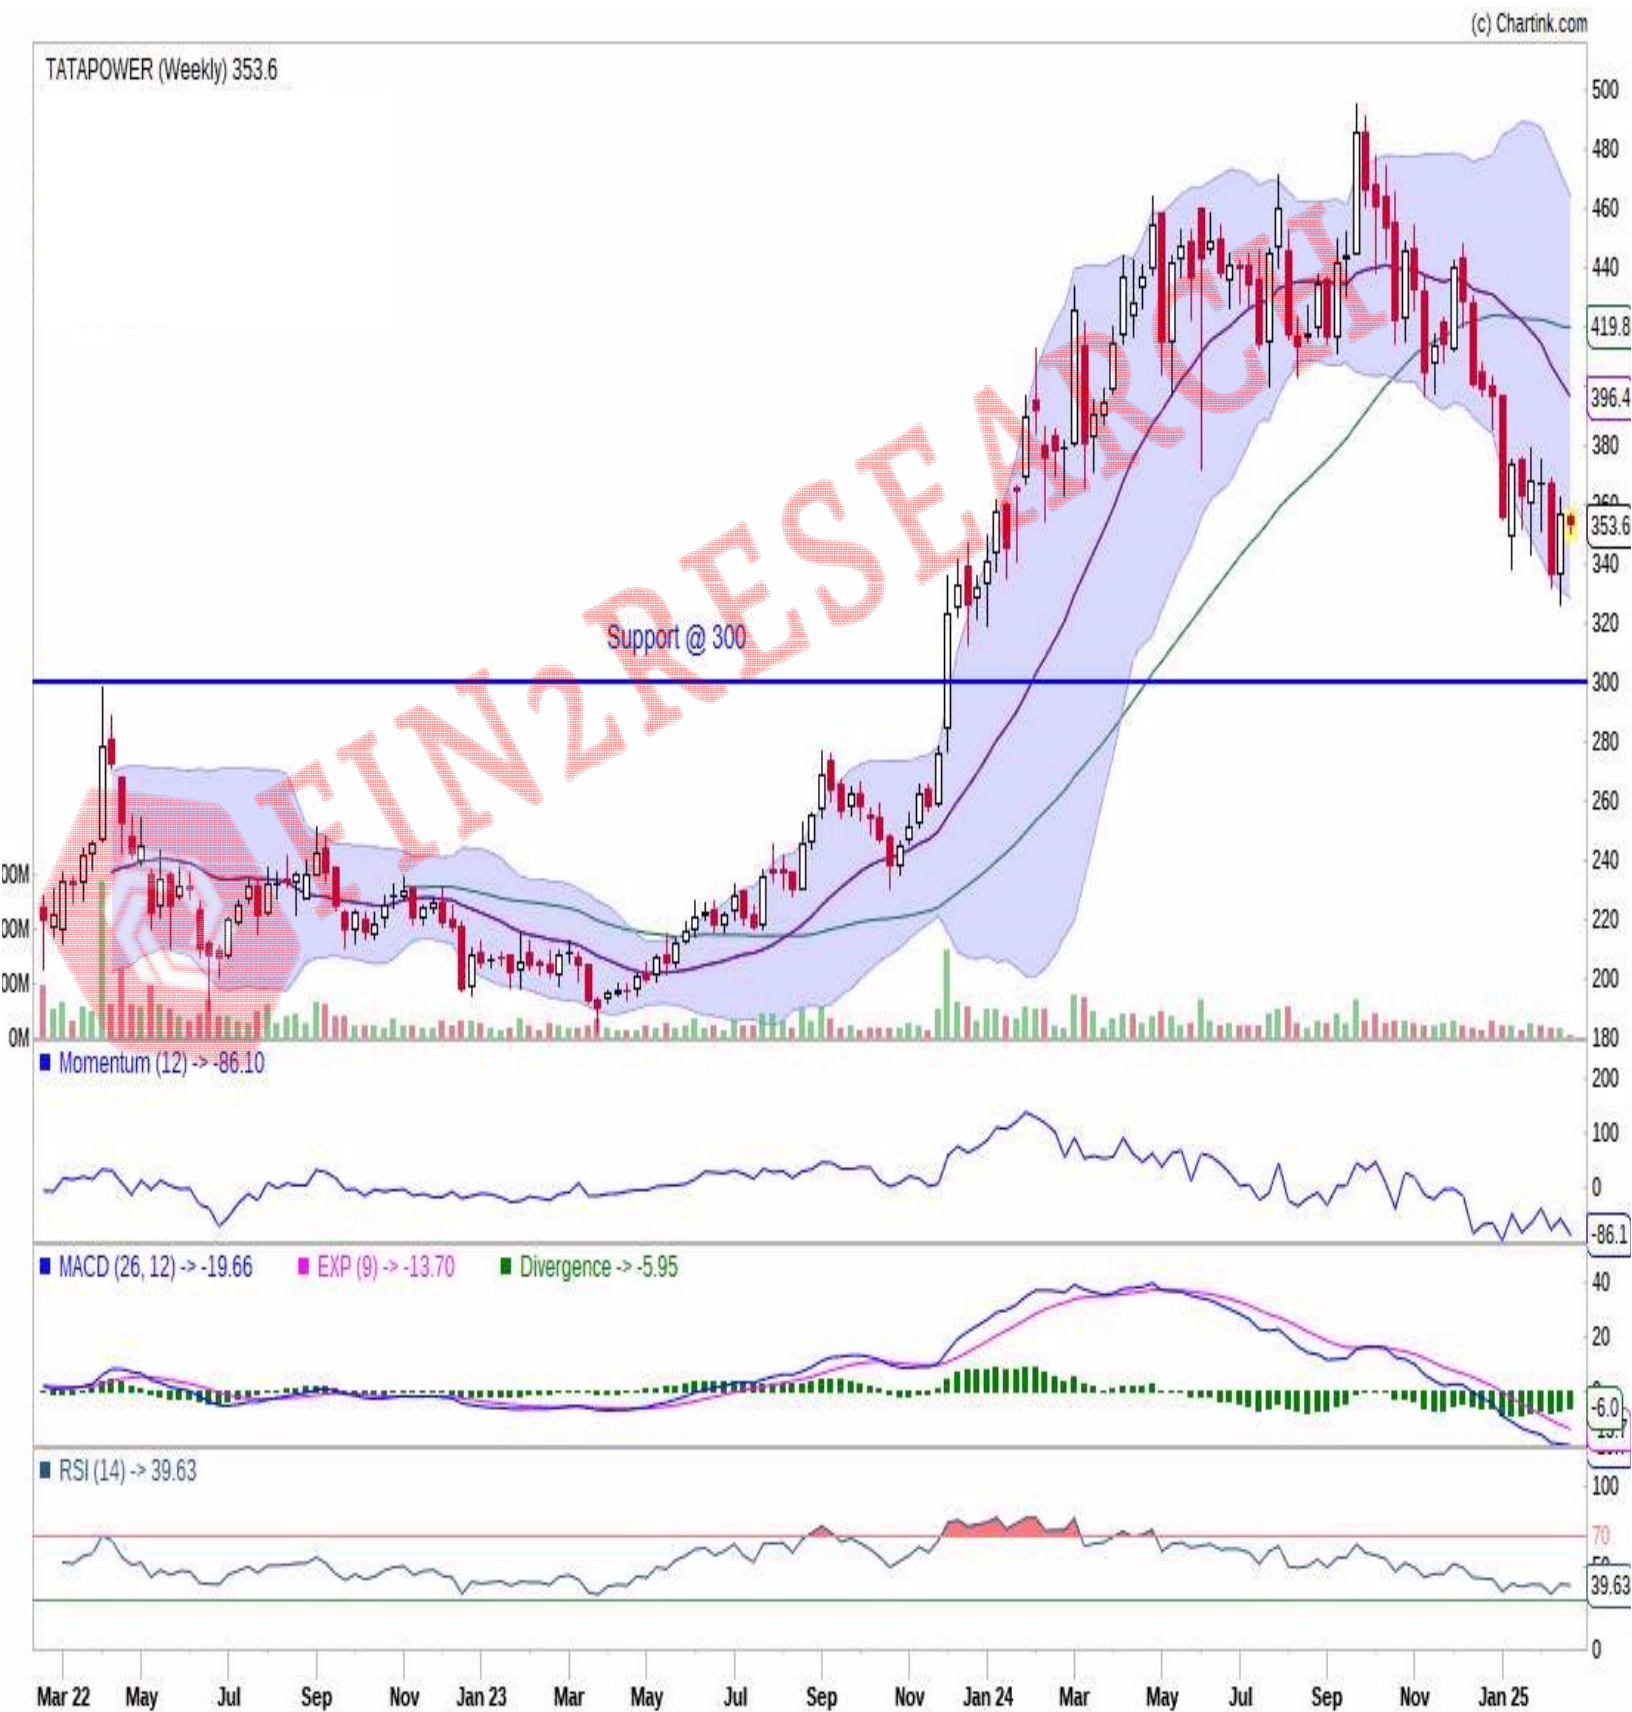 (c) Chartink.com
TATAPOWER (Weekly) 353.6
500
480
460
440
419.8
396.4
380
353.6
340
320
Support @ 300
300
280
260
240
220
200
180
00M
00M
00M
0M
FIN2RESEARCH
Momentum (12) -> -86.10
200
100
0
-86.1
MACD (26, 12) -> -19.66 EXP (9) -> -13.70 Divergence -> -5.95
40
20
-6.0
RSI (14) -> 39.63
100
70
39.63
0
Mar 22 May Jul Sep Nov Jan 23 Mar May Jul Sep Nov Jan 24 Mar May Jul Sep Nov Jan 25